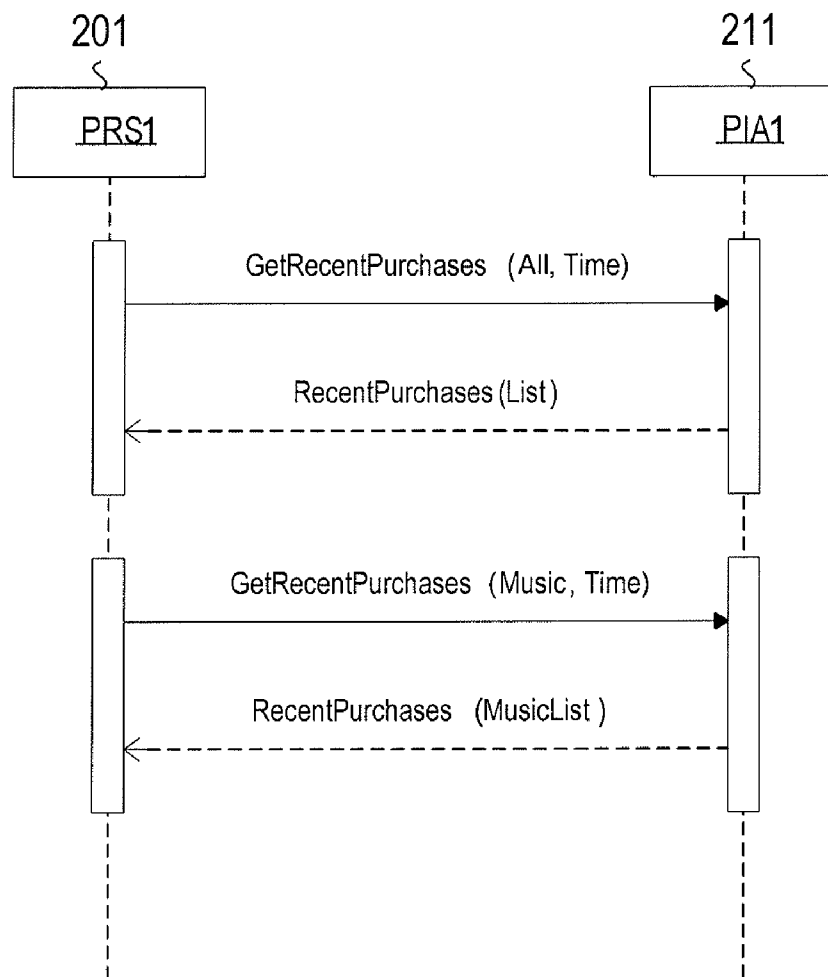 201 211
PRS1 PIA1
GetRecentPurchases (All, Time)
RecentPurchases (List)
GetRecentPurchases (Music, Time)
RecentPurchases (MusicList)